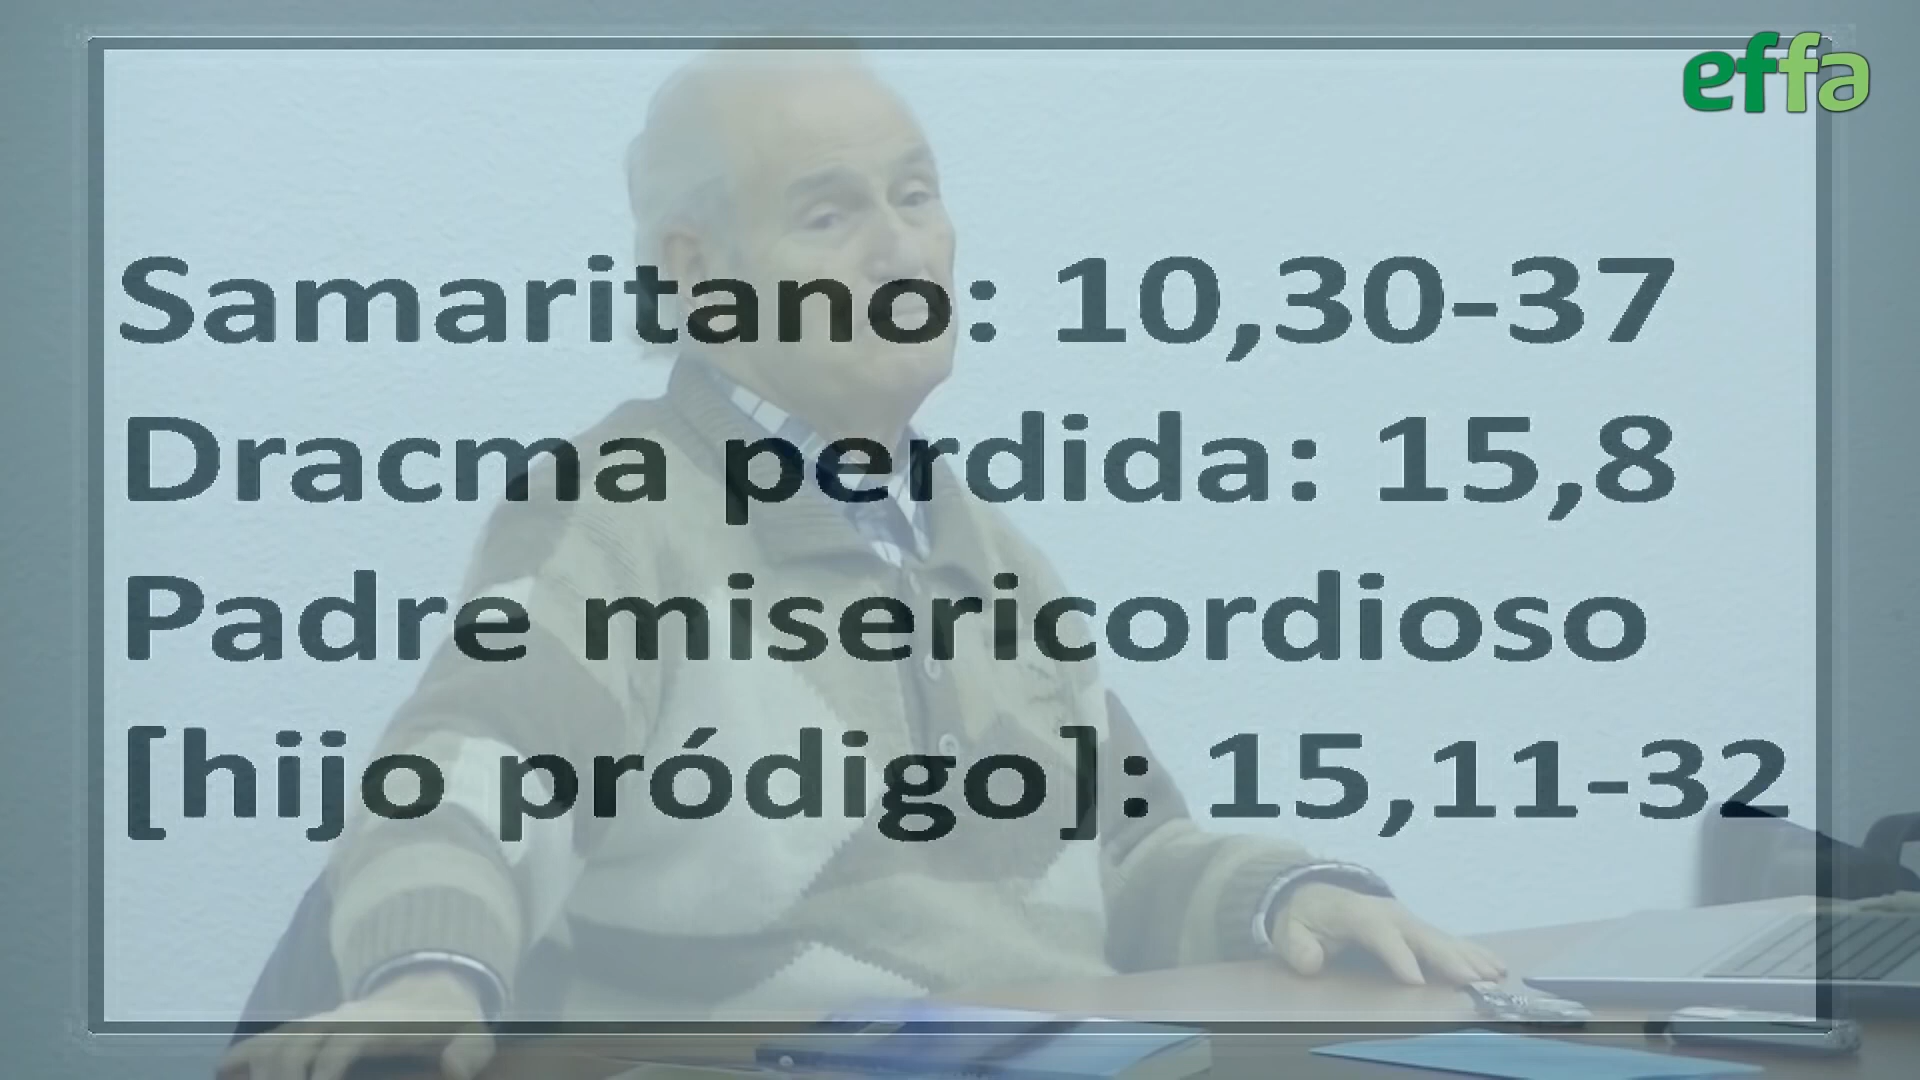 effa
Samaritano: 10,30-37
Dracma perdida: 15,8
Padre misericordioso
[hijo pródigo]: 15,11-32